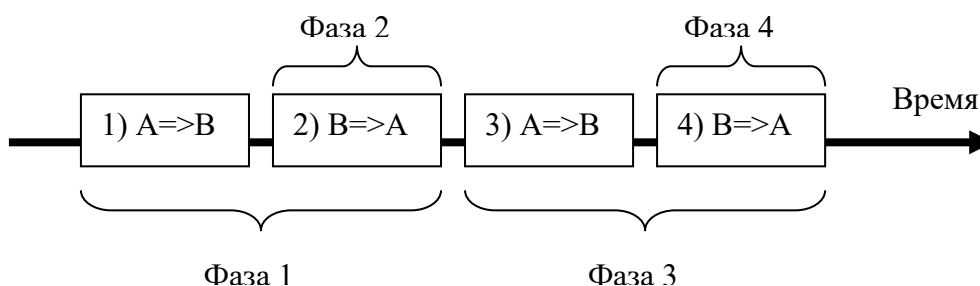 Фаза 2
Фаза 4
Время
1) A=>B
2) B=>A
3) A=>B
4) B=>A
Фаза 1
Фаза 3